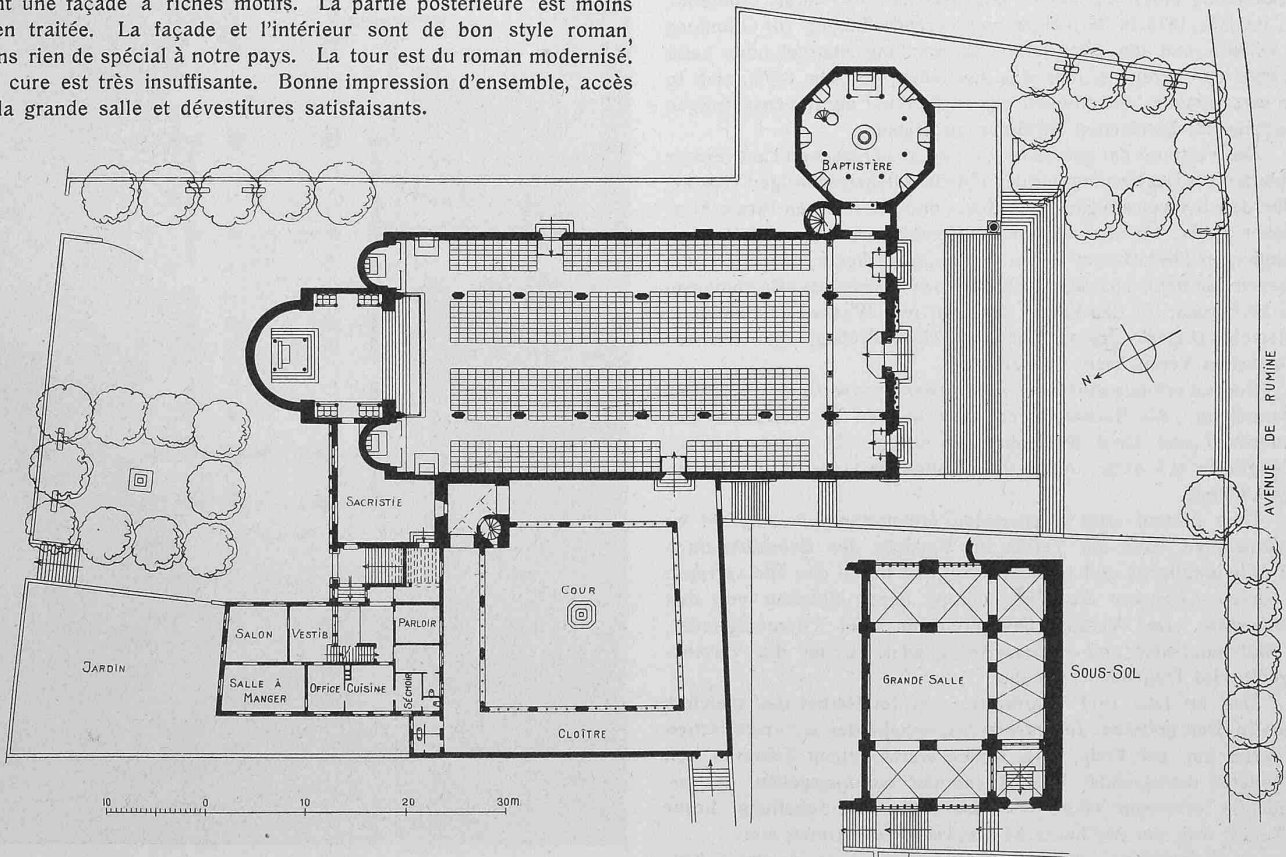 nt une façade à riches motifs. La partie postérieure est moins
en traitée. La façade et l'intérieur sont de bon style roman,
ns rien de spécial à notre pays. La tour est du roman modernisé.
cure est très insuffisante. Bonne impression d'ensemble, accès
la grande salle et dévestitures satisfaisants.
BAPTISTÈRE
N
AVENUE DE RUMINE
SACRISTIE
COUR
SALON
VESTIB
PARLOIR
JARDIN
SALLE À
MANGER
OFFICE
CUISINE
SÉCHOIR
CLOÎTRE
GRANDE SALLE
SOUS-SOL
10 0 10 20 30m.